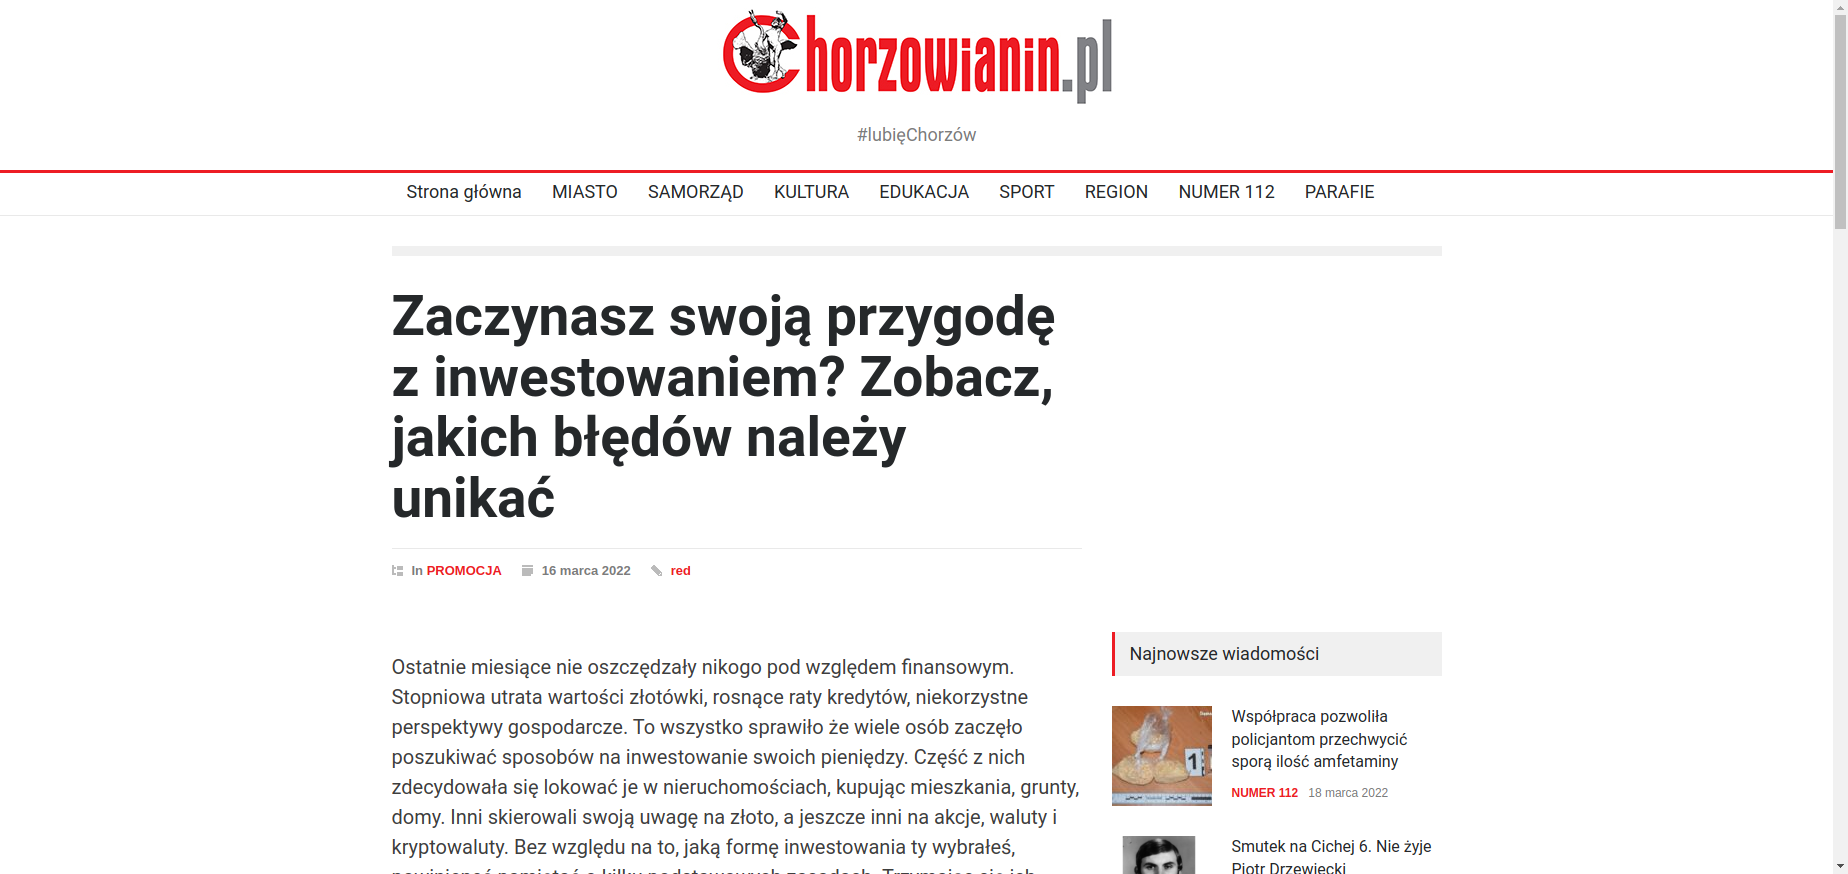 Chorzowianin.pl
#lubięChorzów
Strona główna MIASTO SAMORZĄD KULTURA EDUKACJA SPORT REGION NUMER 112 PARAFIE
Zaczynasz swoją przygodę
z inwestowaniem? Zobacz,
jakich błędów należy
unikać
In PROMOCJA 16 marca 2022 red
Ostatnie miesiące nie oszczędzały nikogo pod względem finansowym.
Stopniowa utrata wartości złotówki, rosnące raty kredytów, niekorzystne
perspektywy gospodarcze. To wszystko sprawiło że wiele osób zaczęło
poszukiwać sposobów na inwestowanie swoich pieniędzy. Część z nich
zdecydowała się lokować je w nieruchomościach, kupując mieszkania, grunty,
domy. Inni skierowali swoją uwagę na złoto, a jeszcze inni na akcje, waluty i
kryptowaluty. Bez względu na to, jaką formę inwestowania ty wybrałeś,
Najnowsze wiadomości
1
Współpraca pozwoliła
policjantom przechwycić
sporą ilość amfetaminy
NUMER 112 18 marca 2022
Smutek na Cichej 6. Nie żyje
Piotr Drzewiecki